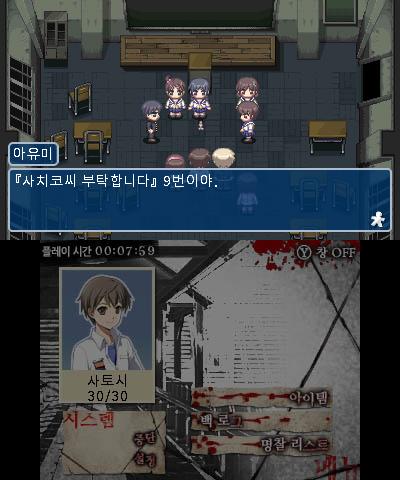 아유미
『사치코씨 부탁합니다』 9번이야.
플레이 시간 00:07:59
Ⓨ 창 OFF
사토시
30/30
아이템
시스템
백 로그
중단
명찰 리스트
설정